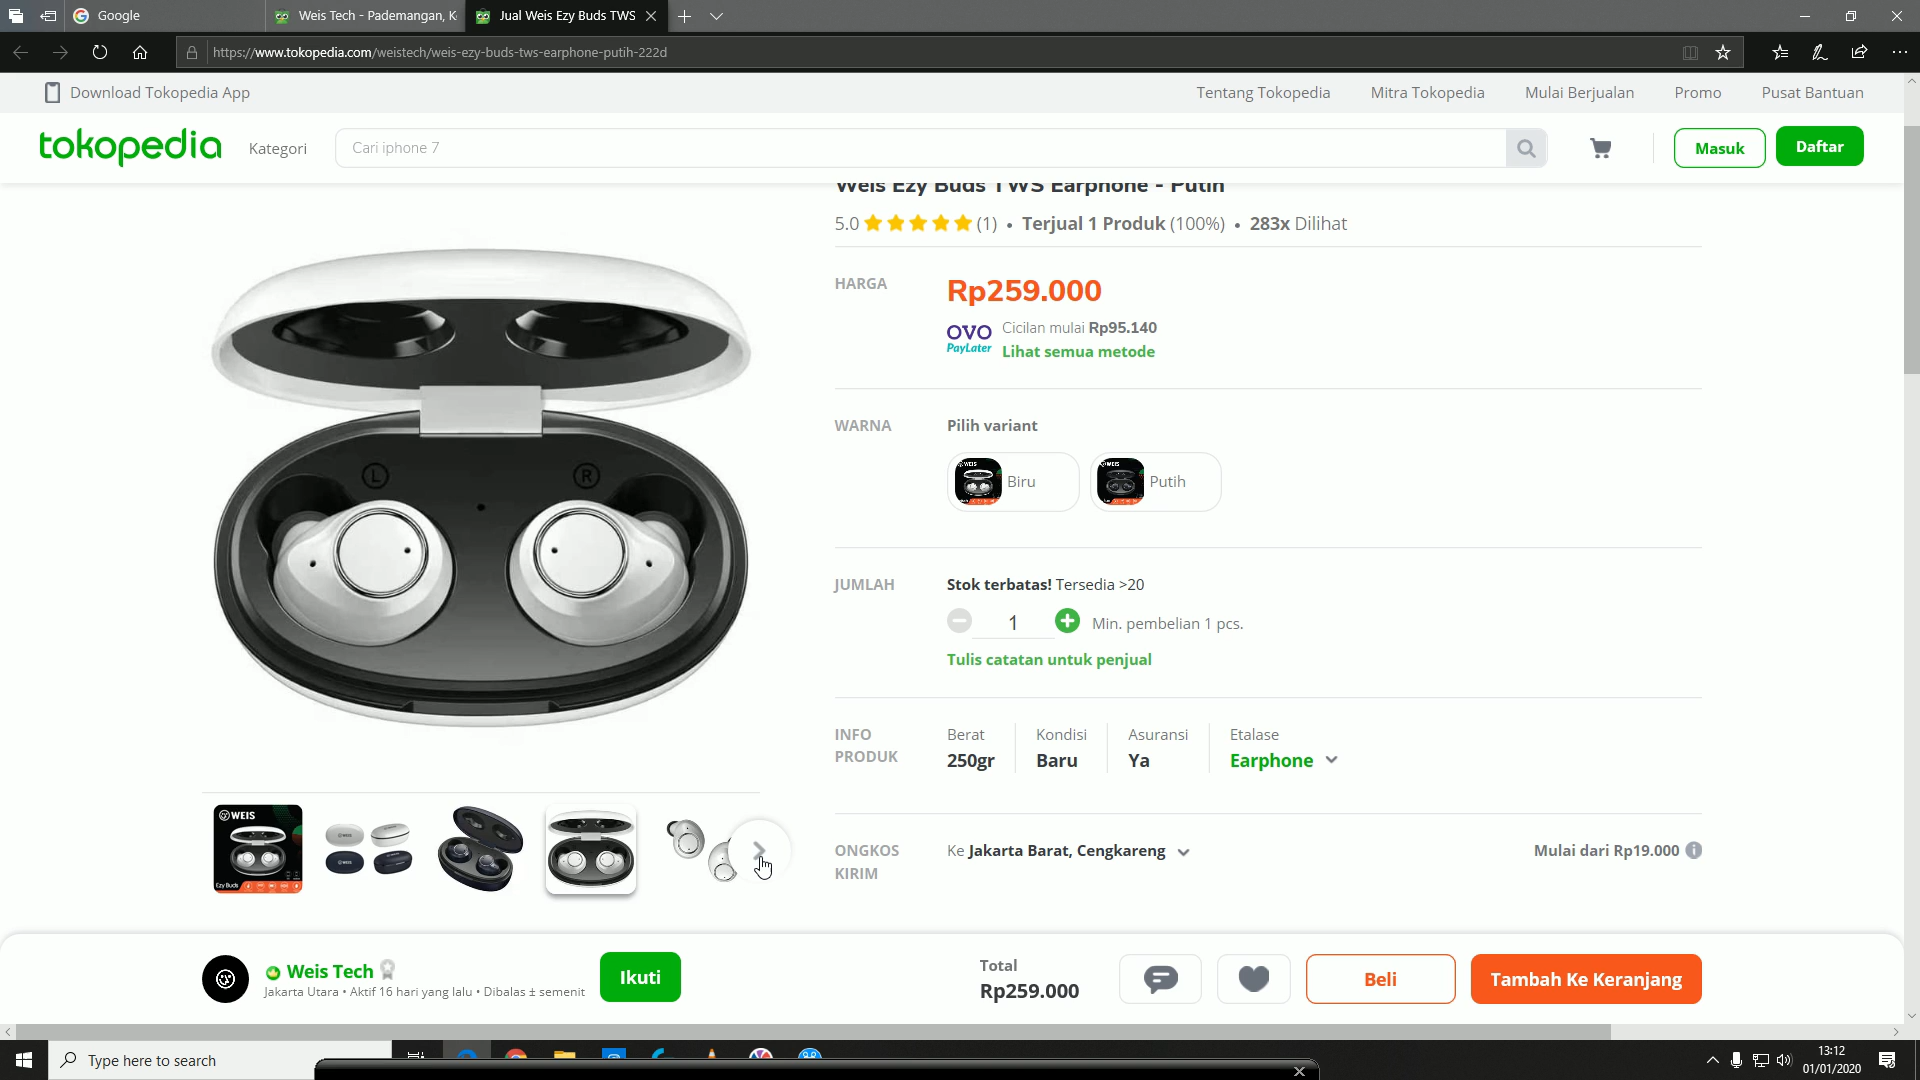 Google
Weis Tech - Pademangan, K
Jual Weis Ezy Buds TWS
https://www.tokopedia.com/weistech/weis-ezy-buds-tws-earphone-putih-222d
Download Tokopedia App
Tentang Tokopedia
Mitra Tokopedia
Mulai Berjualan
Promo
Pusat Bantuan
tokopedia
Kategori
Cari iphone 7
Masuk
Daftar
Weis Ezy Buds TWS Earphone - Putih
5.0 (1) • Terjual 1 Produk (100%) • 283x Dilihat
HARGA
Rp259.000
OVO PayLater
Cicilan mulai Rp95.140
Lihat semua metode
WARNA
Pilih variant
Biru
Putih
L
R
JUMLAH
Stok terbatas! Tersedia >20
1
Min. pembelian 1 pcs.
Tulis catatan untuk penjual
INFO PRODUK
Berat
250gr
Kondisi
Baru
Asuransi
Ya
Etalase
Earphone
WEIS
Ezy Buds
ONGKOS KIRIM
Ke Jakarta Barat, Cengkareng
Mulai dari Rp19.000
Weis Tech
Jakarta Utara • Aktif 16 hari yang lalu • Dibalas ± semenit
Ikuti
Total
Rp259.000
Beli
Tambah Ke Keranjang
Type here to search
13:12
01/01/2020